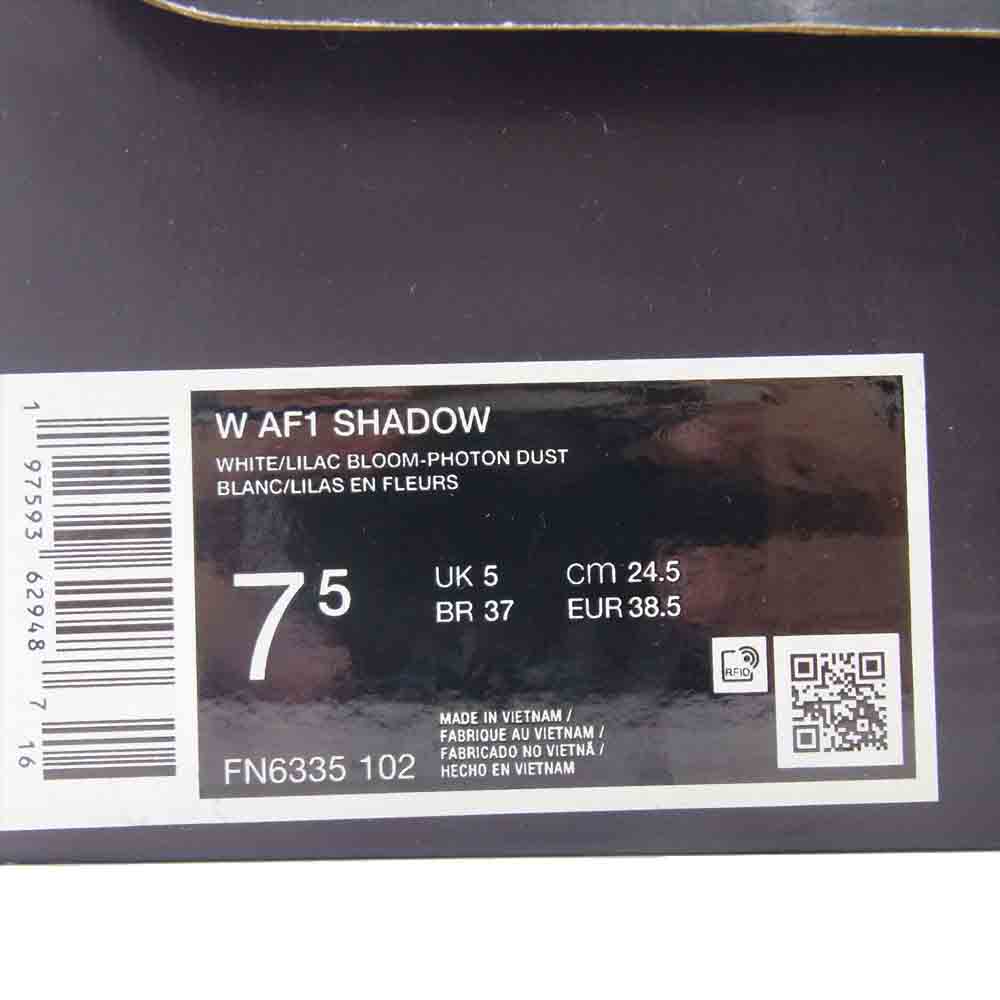 W AF1 SHADOW
WHITE/LILAC BLOOM-PHOTON DUST
BLANC/LILAS EN FLEURS
7 5
UK 5
BR 37
cm 24.5
EUR 38.5
RFID
FN6335 102
MADE IN VIETNAM /
FABRIQUE AU VIETNAM /
FABRICADO NO VIETNÃ /
HECHO EN VIETNAM
1 97593 62948 7 16